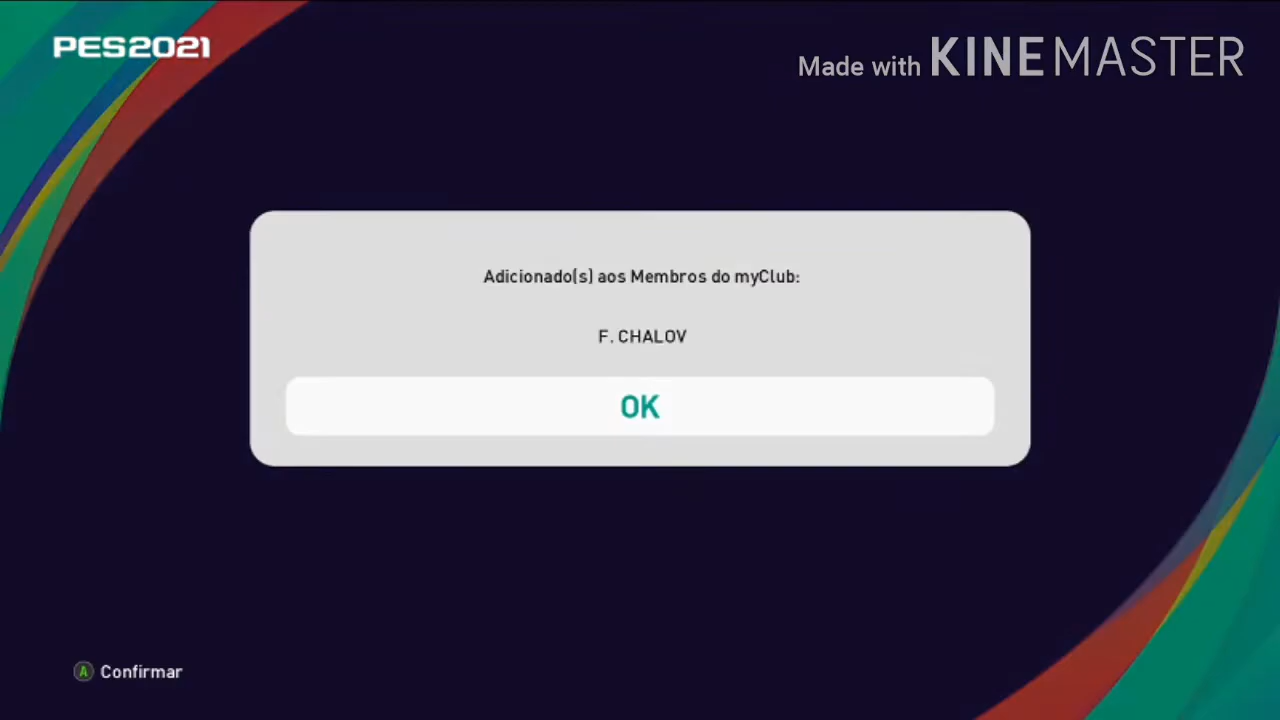 PES2021
Made with KINEMASTER
Adicionado(s) aos Membros do myClub:
F. CHALOV
OK
A Confirmar